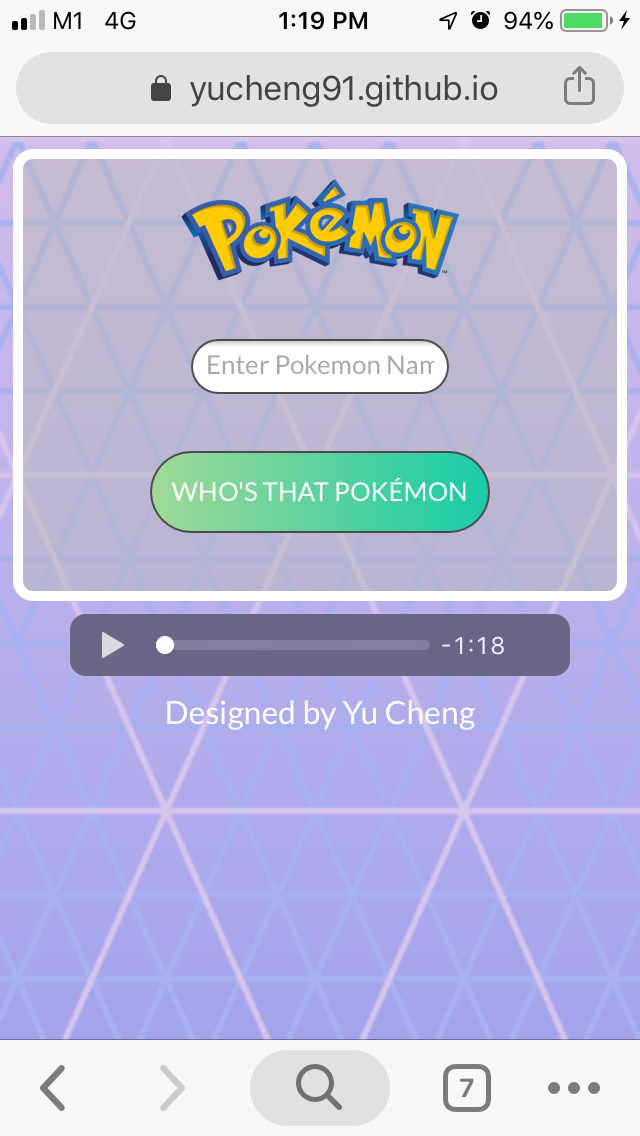 M1 4G 1:19 PM 94%
yucheng91.github.io
POKéMON
™
Enter Pokemon Nam
WHO'S THAT POKÉMON
-1:18
Designed by Yu Cheng
7